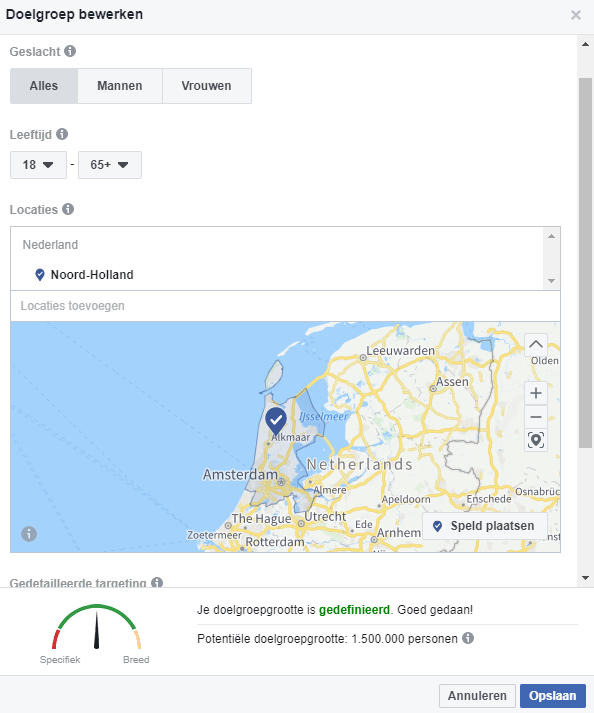 Doelgroep bewerken
Geslacht
Alles Mannen Vrouwen
Leeftijd
18 - 65+
Locaties
Nederland
Noord-Holland
Locaties toevoegen
Leeuwarden
Olden
Assen
IJsselmeer
Alkmaar
Netherlands
Amsterdam
Almere
Apeldoorn
Enschede
Osnabrüc
The Hague
Utrecht
Ede
Zoetermeer
Arnhem
Rotterdam
Speld plaatsen
Gedetailleerde targeting
Je doelgroepgrootte is gedefinieerd. Goed gedaan!
Potentiële doelgroepgrootte: 1.500.000 personen
Specifiek Breed
Annuleren Opslaan